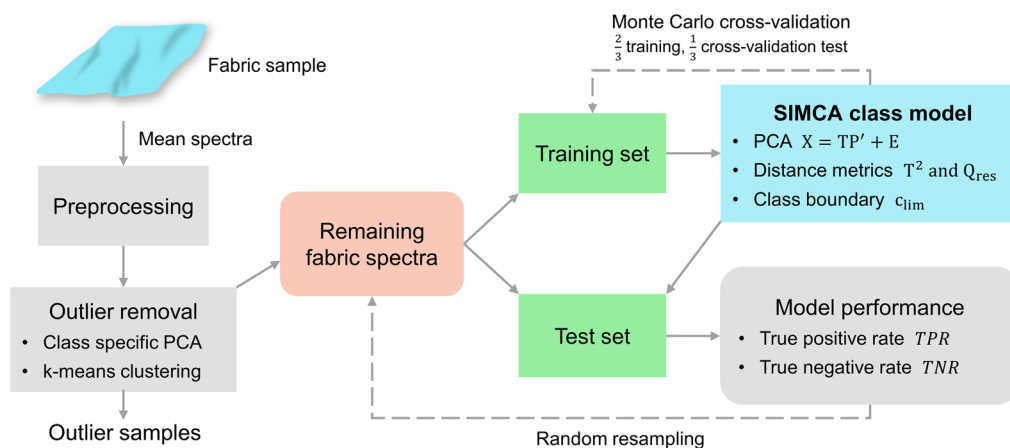 Fabric sample
Mean spectra
Preprocessing
Outlier removal
• Class specific PCA
• k-means clustering
Outlier samples
Remaining
fabric spectra
Monte Carlo cross-validation
2/3 training, 1/3 cross-validation test
Training set
Test set
SIMCA class model
• PCA X = TP′ + E
• Distance metrics T² and Q_res
• Class boundary c_lim
Model performance
• True positive rate TPR
• True negative rate TNR
Random resampling